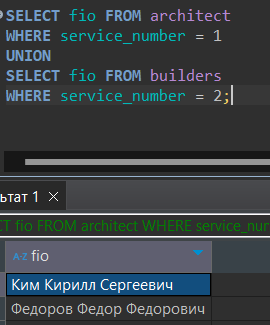 SELECT fio FROM architect
WHERE service_number = 1
UNION
SELECT fio FROM builders
WHERE service_number = 2;
ьтат 1 ×
CT fio FROM architect WHERE service_nur
A-Z fio
Ким Кирилл Сергеевич
Федоров Федор Федорович